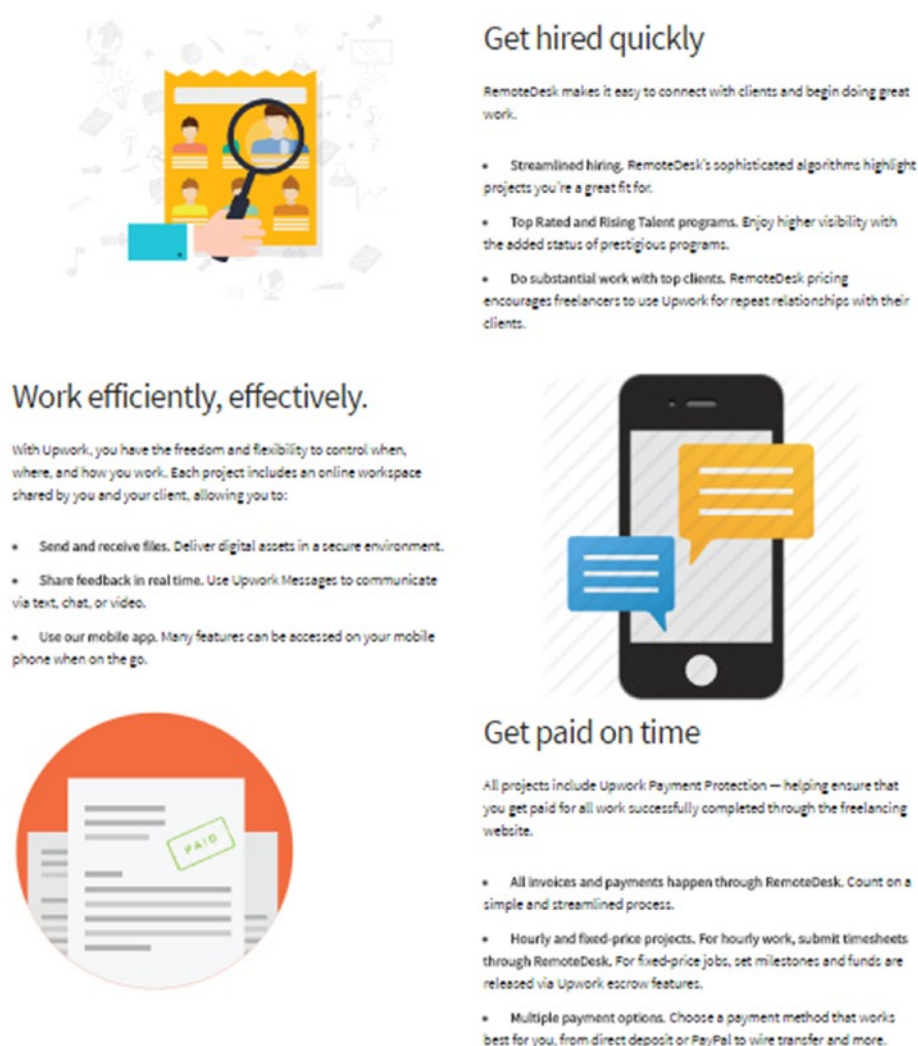 Get hired quickly
RemoteDesk makes it easy to connect with clients and begin doing great
work.
• Streamlined hiring. RemoteDesk's sophisticated algorithms highlight
projects you're a great fit for.
• Top Rated and Rising Talent programs. Enjoy higher visibility with
the added status of prestigious programs.
• Do substantial work with top clients. RemoteDesk pricing
encourages freelancers to use Upwork for repeat relationships with their
clients.
Work efficiently, effectively.
With Upwork, you have the freedom and flexibility to control when,
where, and how you work. Each project includes an online workspace
shared by you and your client, allowing you to:
• Send and receive files. Deliver digital assets in a secure environment.
• Share feedback in real time. Use Upwork Messages to communicate
via text, chat, or video.
• Use our mobile app. Many features can be accessed on your mobile
phone when on the go.
PAID
Get paid on time
All projects include Upwork Payment Protection — helping ensure that
you get paid for all work successfully completed through the freelancing
website.
• All invoices and payments happen through RemoteDesk. Count on a
simple and streamlined process.
• Hourly and fixed-price projects. For hourly work, submit timesheets
through RemoteDesk. For fixed-price jobs, set milestones and funds are
released via Upwork escrow features.
• Multiple payment options. Choose a payment method that works
best for you, from direct deposit or PayPal to wire transfer and more.